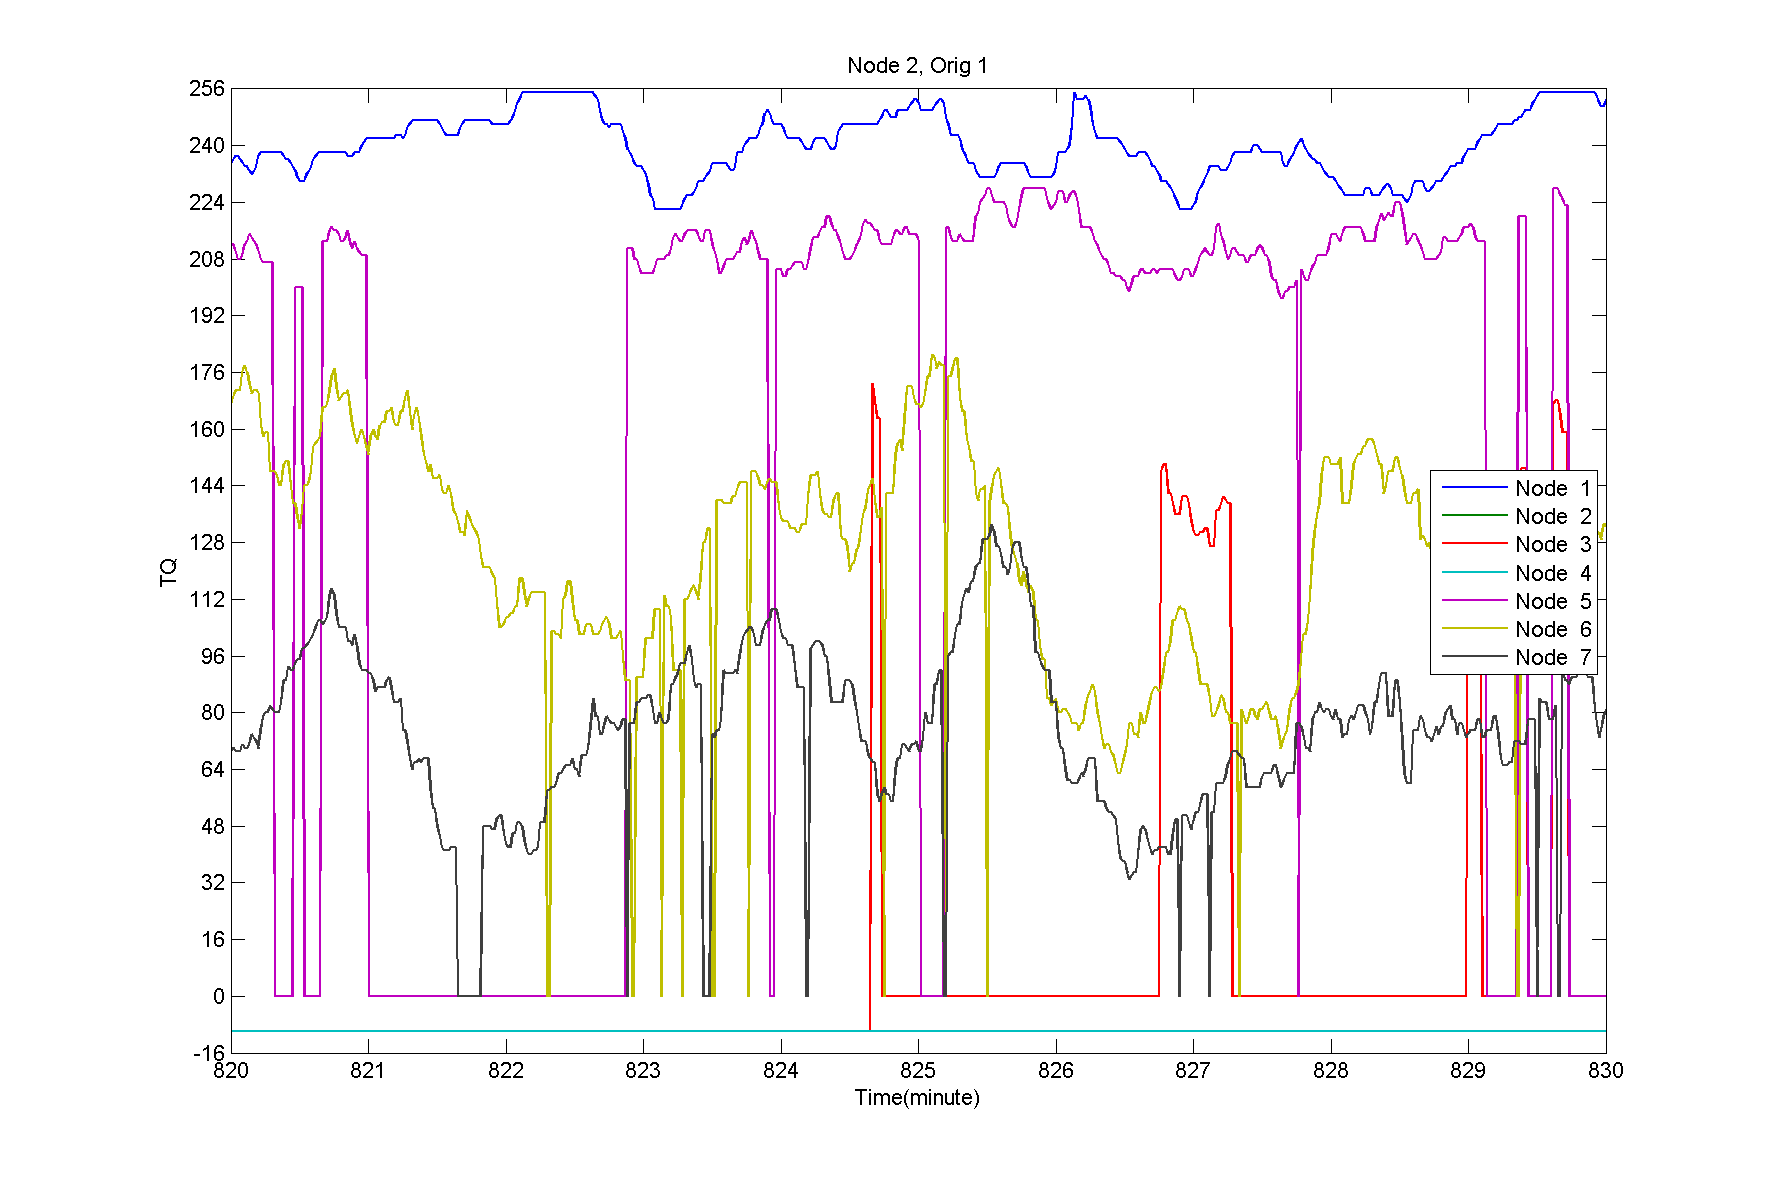 Node 2, Orig 1
256
240
224
208
192
176
160
144
128
112
96
80
64
48
32
16
0
-16
TQ
Node 1
Node 2
Node 3
Node 4
Node 5
Node 6
Node 7
820 821 822 823 824 825 826 827 828 829 830
Time(minute)